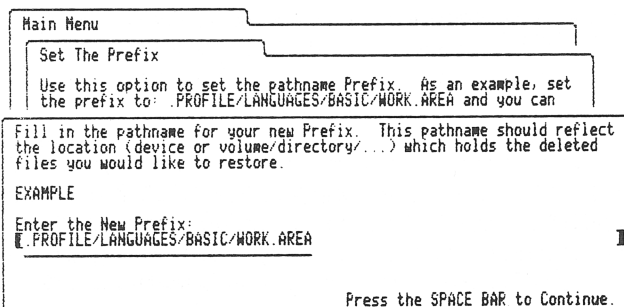 Main Menu
Set The Prefix
Use this option to set the pathname Prefix. As an example, set
the prefix to: .PROFILE/LANGUAGES/BASIC/WORK.AREA and you can
Fill in the pathname for your new Prefix. This pathname should reflect
the location (device or volume/directory/...) which holds the deleted
files you would like to restore.
EXAMPLE
Enter the New Prefix:
.PROFILE/LANGUAGES/BASIC/WORK.AREA
Press the SPACE BAR to Continue.